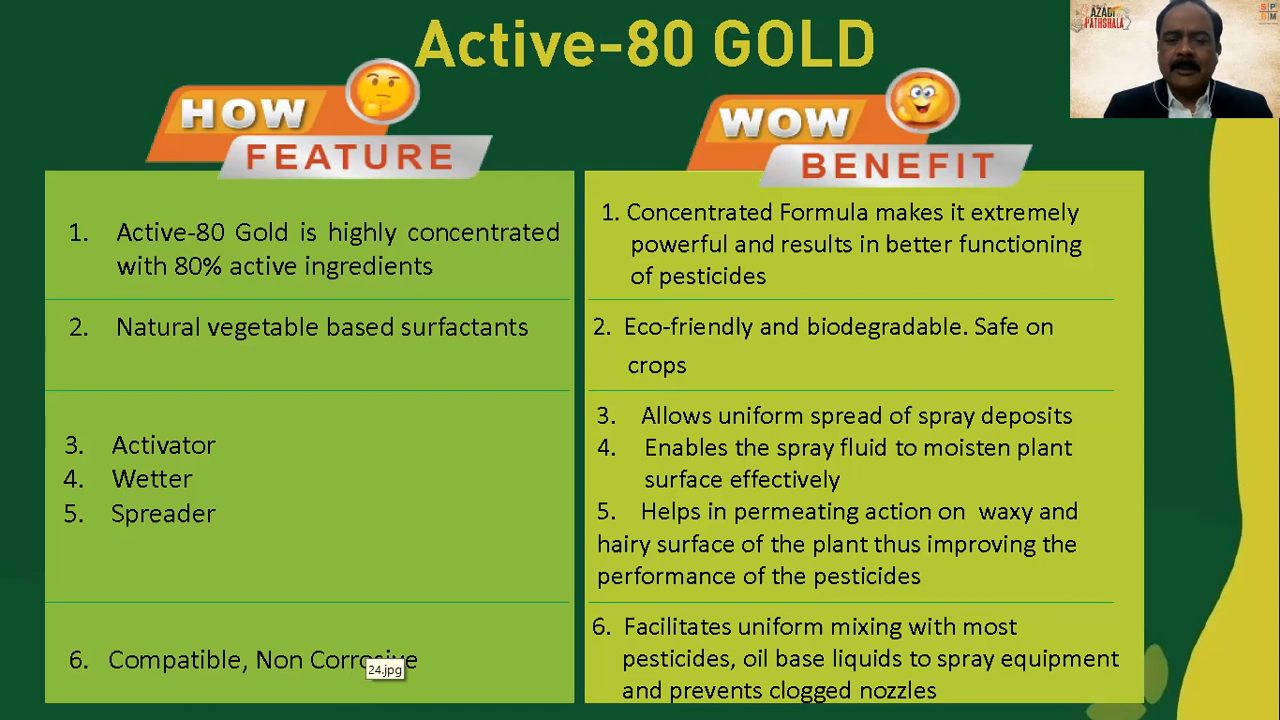 Active-80 GOLD
AZADI
PATHSHALA
S P
S M
HOW
FEATURE
WOW
BENEFIT
1. Active-80 Gold is highly concentrated
with 80% active ingredients
2. Natural vegetable based surfactants
3. Activator
4. Wetter
5. Spreader
6. Compatible, Non Corrosive
24.jpg
1. Concentrated Formula makes it extremely
powerful and results in better functioning
of pesticides
2. Eco-friendly and biodegradable. Safe on
crops
3. Allows uniform spread of spray deposits
4. Enables the spray fluid to moisten plant
surface effectively
5. Helps in permeating action on waxy and
hairy surface of the plant thus improving the
performance of the pesticides
6. Facilitates uniform mixing with most
pesticides, oil base liquids to spray equipment
and prevents clogged nozzles